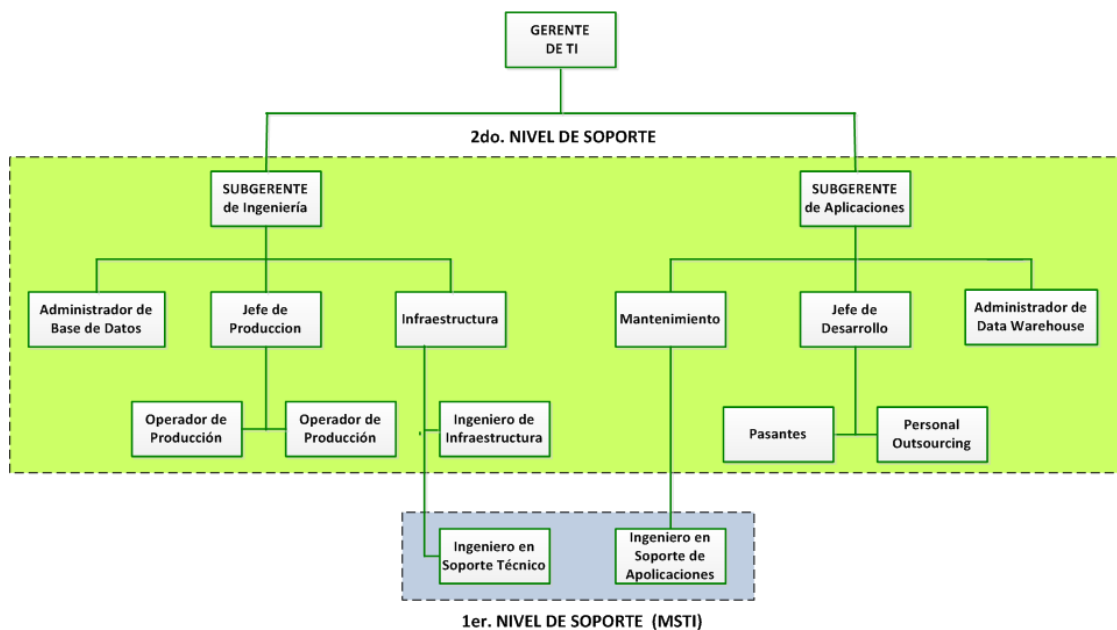 GERENTE
DE TI
2do. NIVEL DE SOPORTE
SUBGERENTE
de Ingeniería
SUBGERENTE
de Aplicaciones
Administrador de
Base de Datos
Jefe de
Produccion
Infraestructura
Mantenimiento
Jefe de
Desarrollo
Administrador de
Data Warehouse
Operador de
Producción
Operador de
Producción
Ingeniero de
Infraestructura
Pasantes
Personal
Outsourcing
Ingeniero en
Soporte Técnico
Ingeniero en
Soporte de
Apolicaciones
1er. NIVEL DE SOPORTE (MSTI)